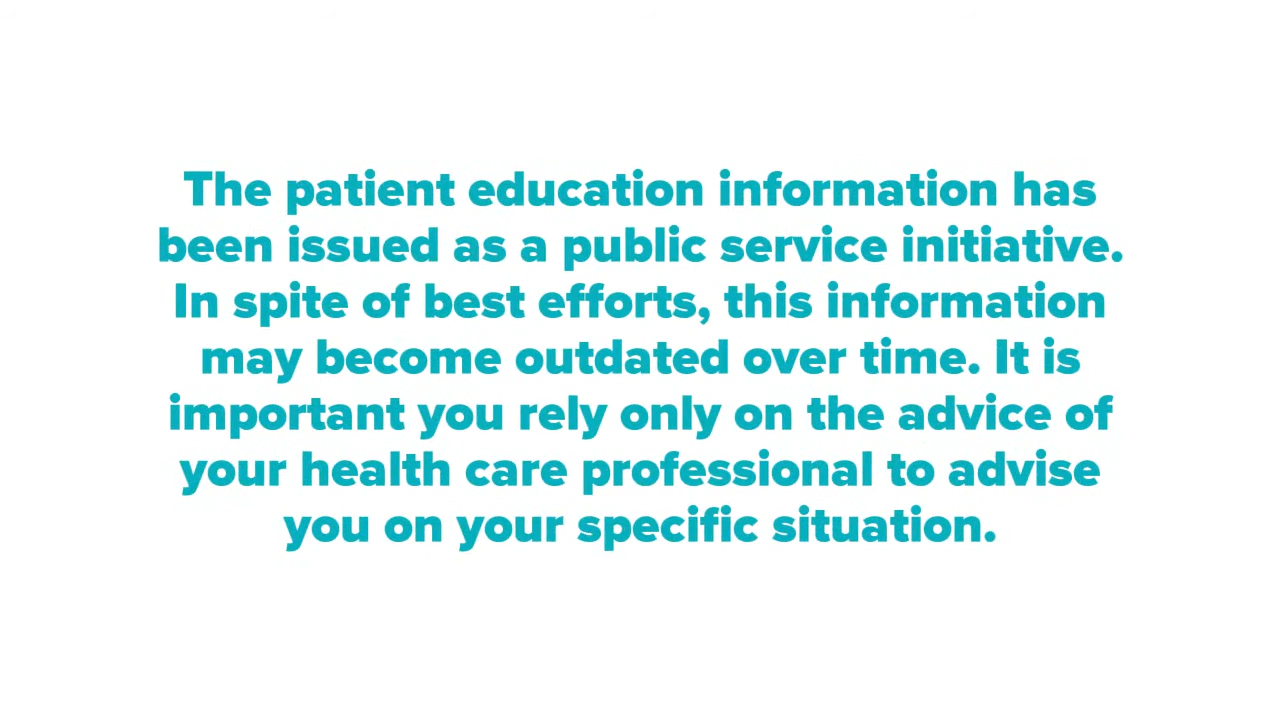 The patient education information has
been issued as a public service initiative.
In spite of best efforts, this information
may become outdated over time. It is
important you rely only on the advice of
your health care professional to advise
you on your specific situation.